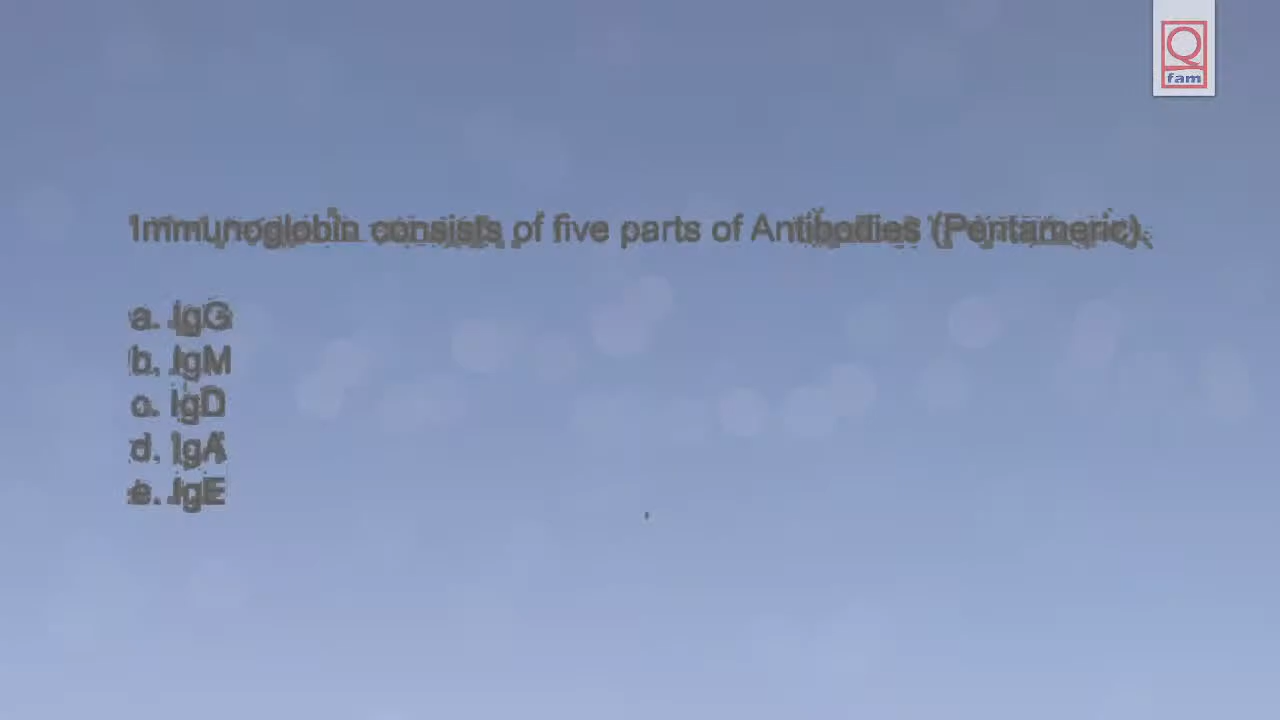 Q
fam
Immunoglobin consists of five parts of Antibodies (Pentameric).
a. IgG
b. IgM
c. IgD
d. IgA
e. IgE